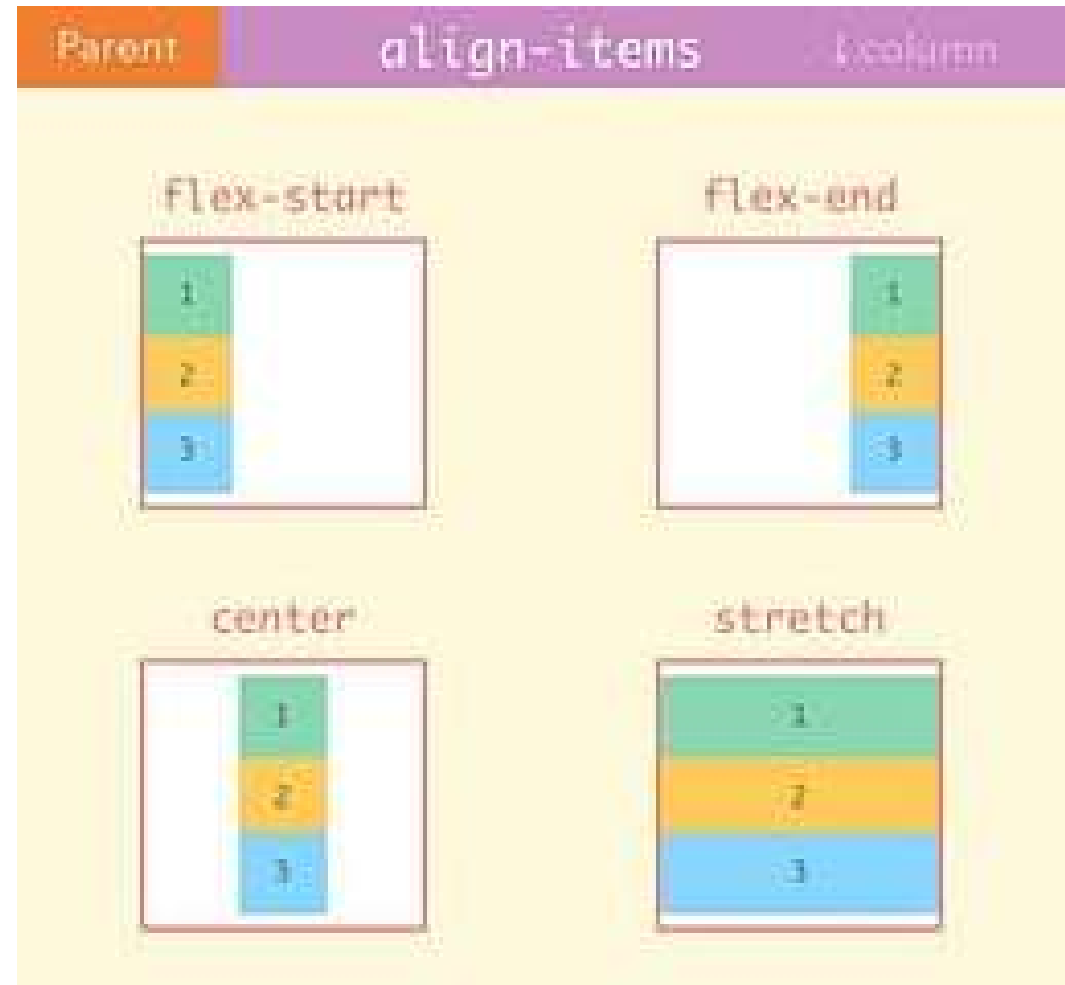 Parent align-items ↓column
flex-start flex-end
1 1
2 2
3 3
center stretch
1 1
2 2
3 3